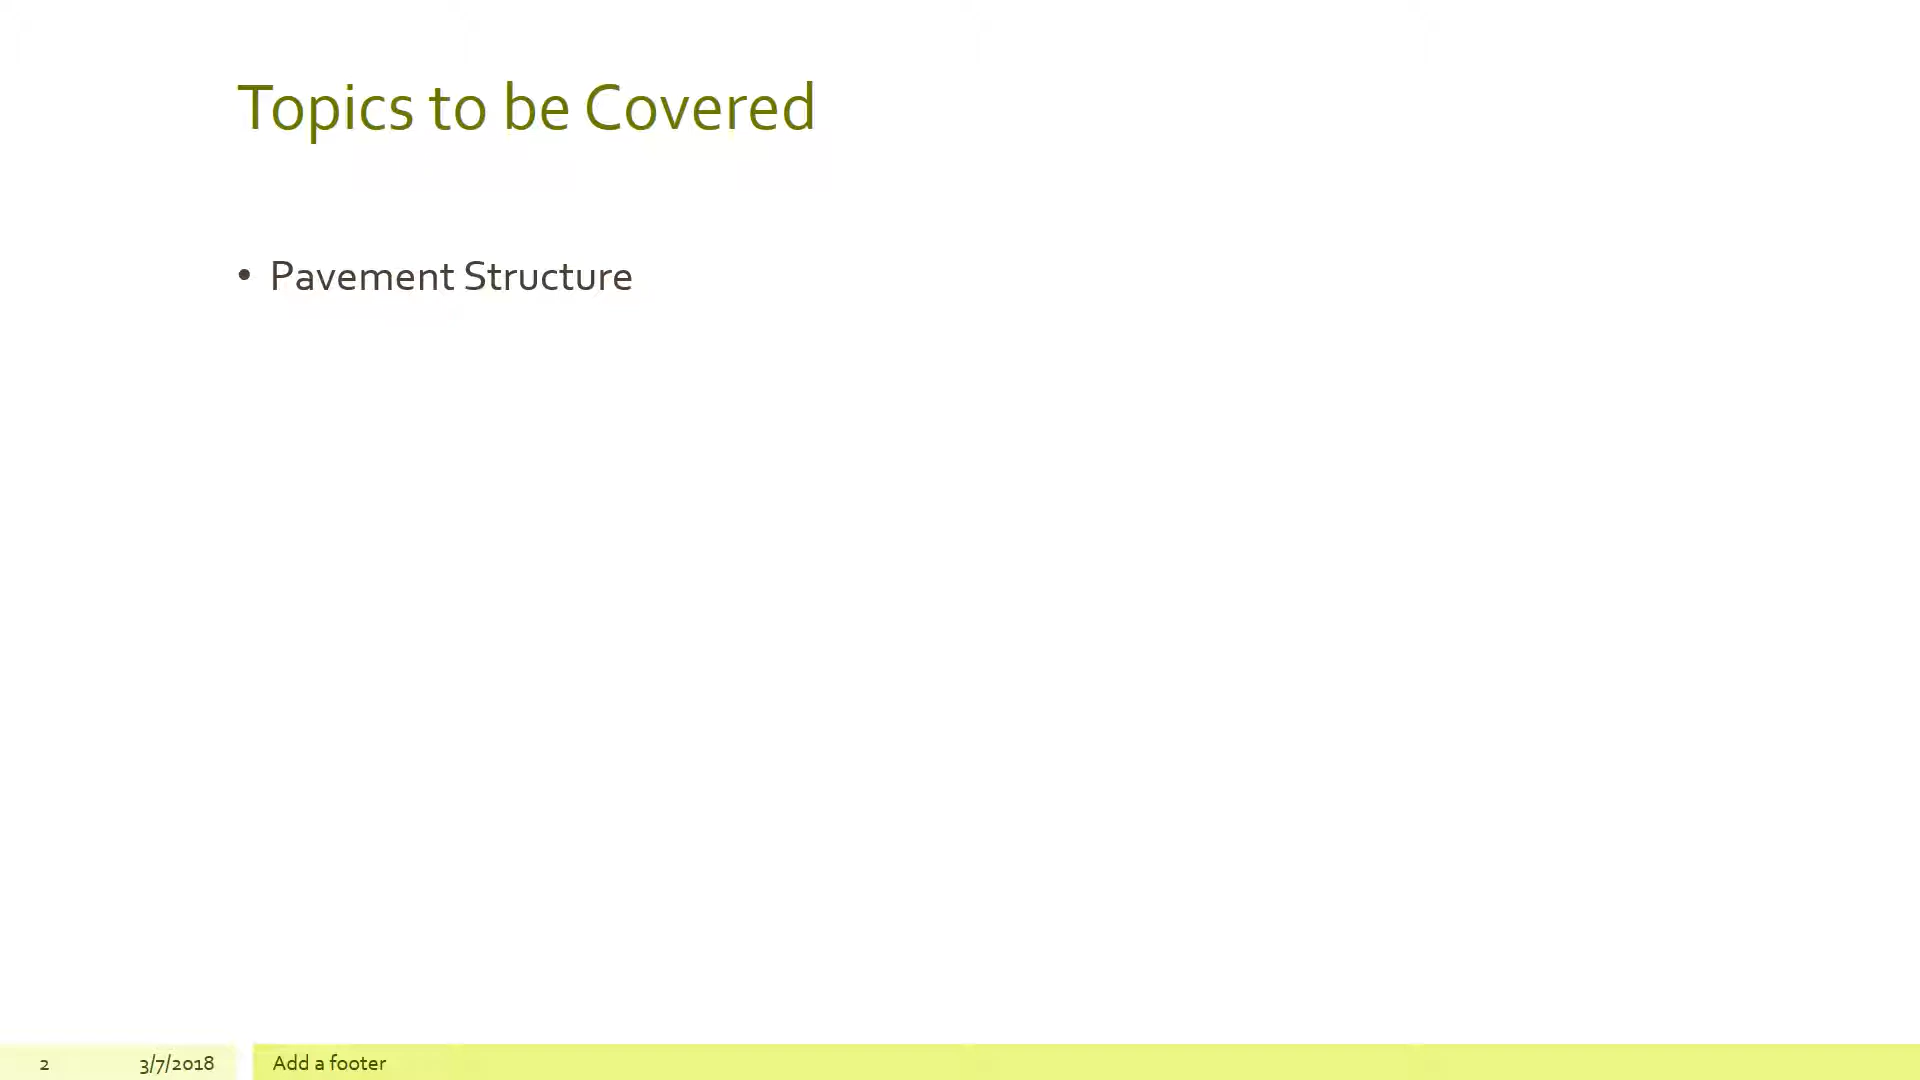 Topics to be Covered
• Pavement Structure
2 3/7/2018 Add a footer